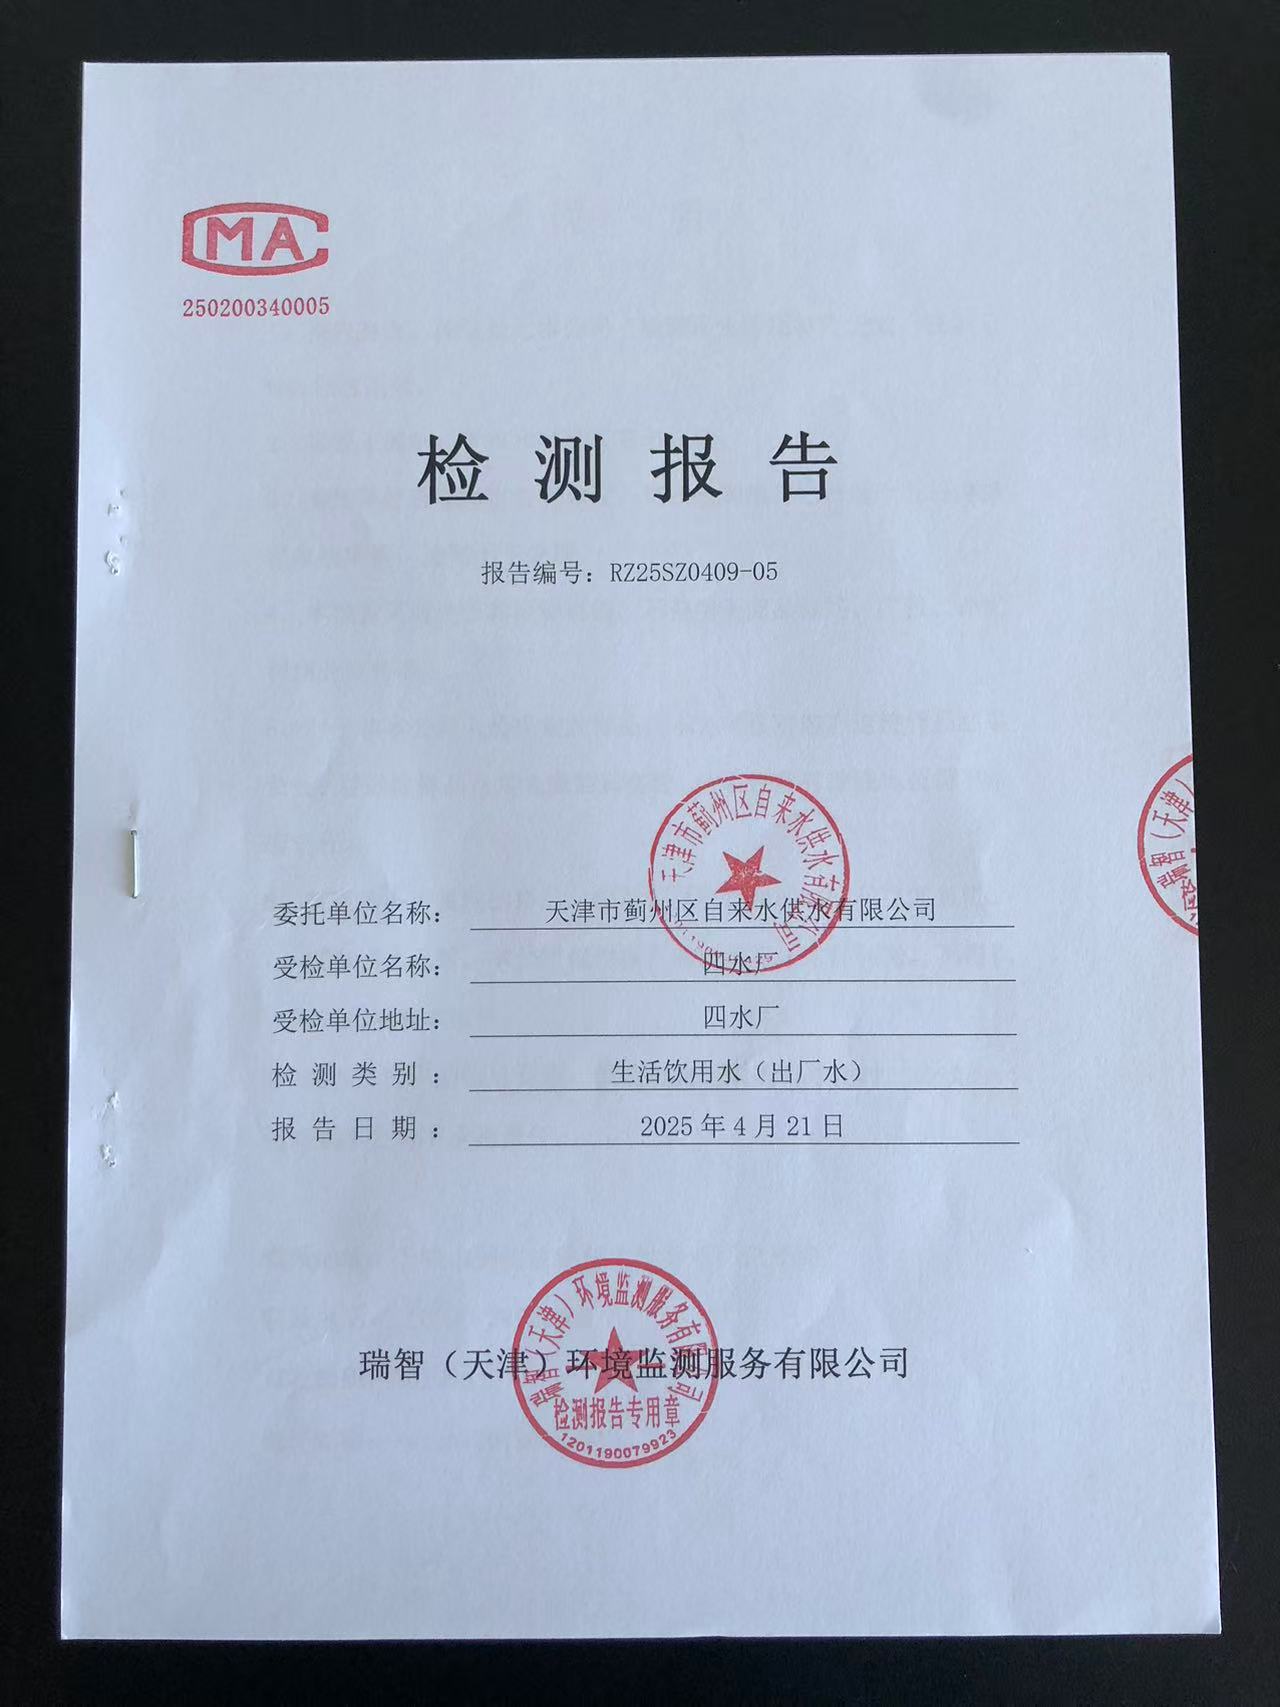 CMA
250200340005
检测报告
报告编号：RZ25SZ0409-05
天津市蓟州区自来水供水有限公司
瑞智（天津）
委托单位名称： 天津市蓟州区自来水供水有限公司
受检单位名称： 四水厂
受检单位地址： 四水厂
检测类别： 生活饮用水（出厂水）
报告日期： 2025年4月21日
瑞智（天津）环境监测服务有限公司
瑞智（天津）环境监测服务有限公司
检测报告专用章
1201190079923